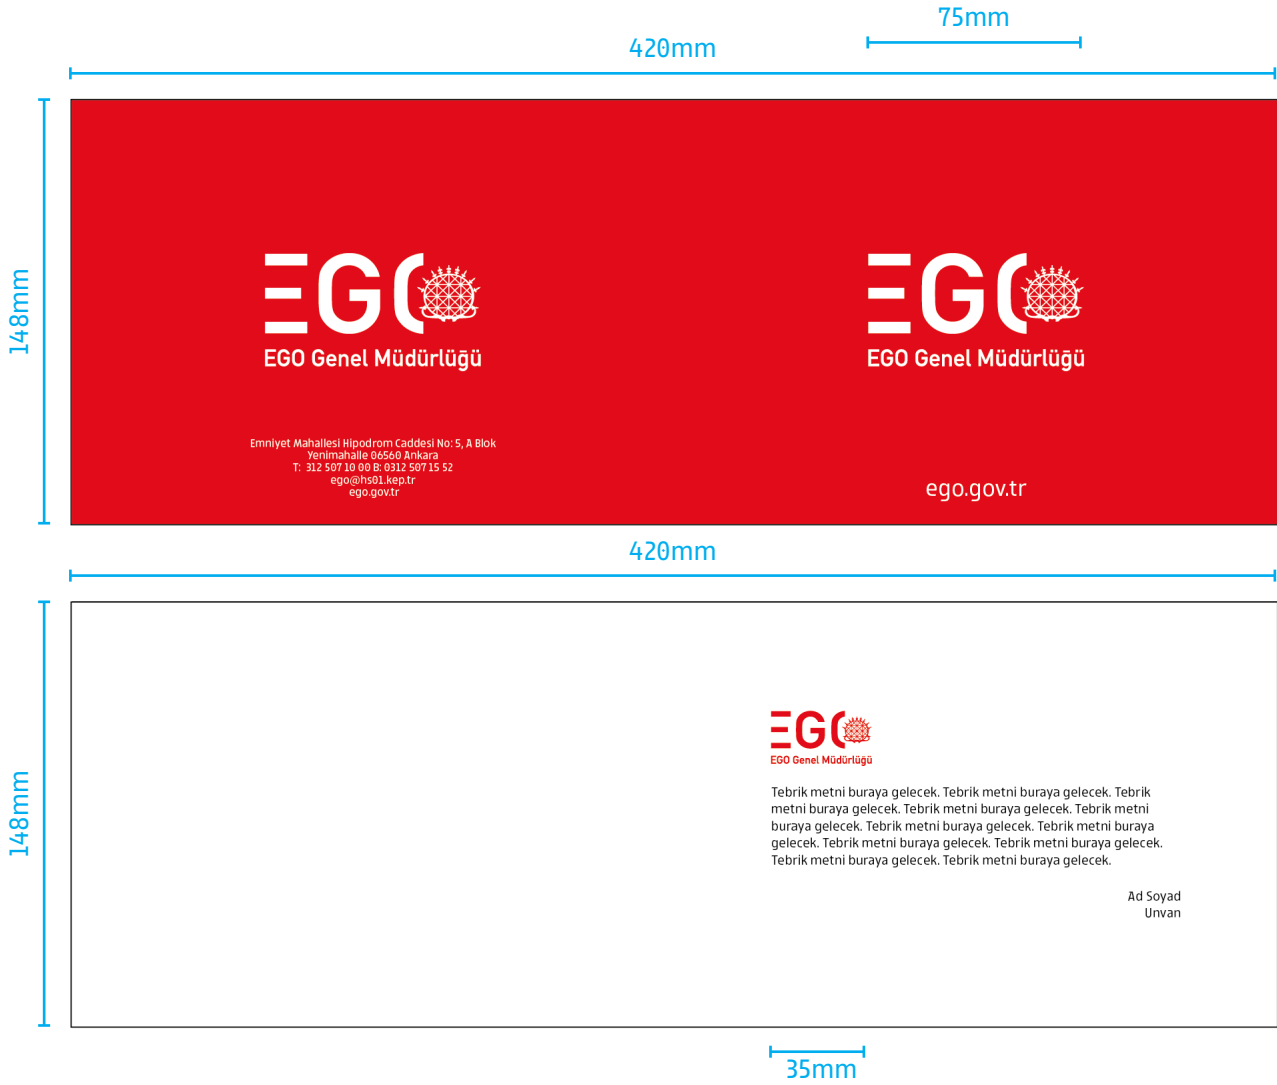 75mm
420mm
148mm
EGO
EGO Genel Müdürlüğü
Emniyet Mahallesi Hipodrom Caddesi No: 5, A Blok
Yenimahalle 06560 Ankara
T: 312 507 10 00 B: 0312 507 15 52
ego@hs01.kep.tr
ego.gov.tr
EGO
EGO Genel Müdürlüğü
ego.gov.tr
420mm
148mm
EGO
EGO Genel Müdürlüğü
Tebrik metni buraya gelecek. Tebrik metni buraya gelecek. Tebrik
metni buraya gelecek. Tebrik metni buraya gelecek. Tebrik metni
buraya gelecek. Tebrik metni buraya gelecek. Tebrik metni buraya
gelecek. Tebrik metni buraya gelecek. Tebrik metni buraya gelecek.
Tebrik metni buraya gelecek. Tebrik metni buraya gelecek.
Ad Soyad
Unvan
35mm